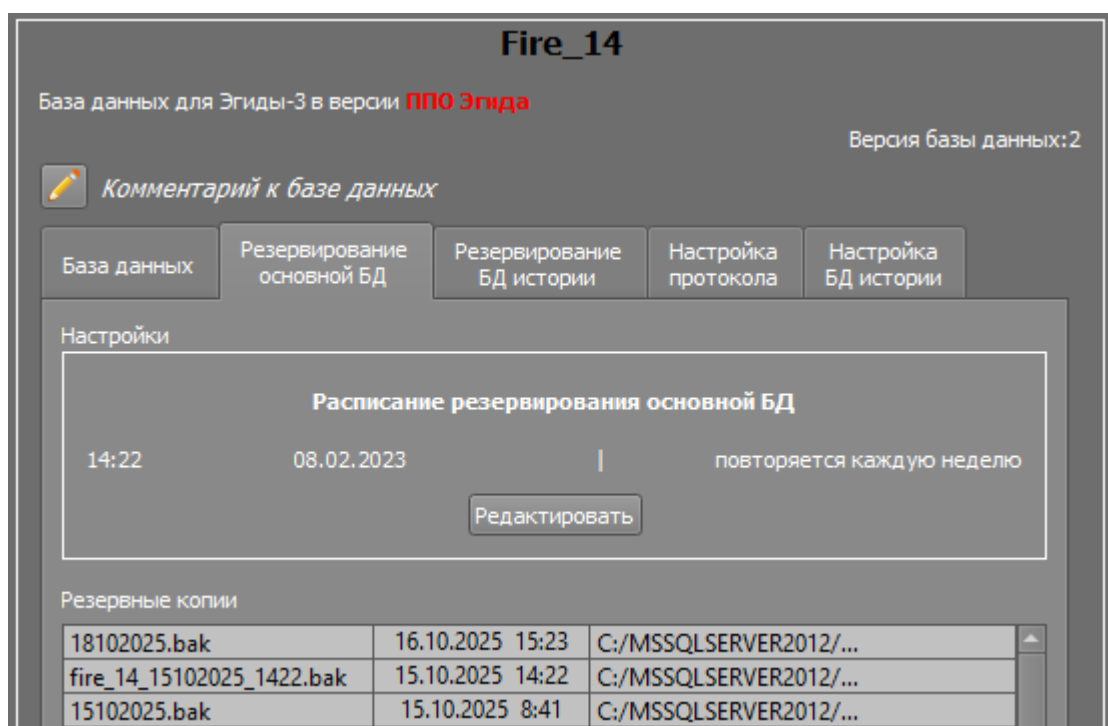 Fire_14
База данных для Эгиды-3 в версии ППО Эгида
Версия базы данных:2
Комментарий к базе данных
База данных
Резервирование
основной БД
Резервирование
БД истории
Настройка
протокола
Настройка
БД истории
Настройки
Расписание резервирования основной БД
14:22 08.02.2023 | повторяется каждую неделю
Редактировать
Резервные копии
18102025.bak 16.10.2025 15:23 C:/MSSQLSERVER2012/...
fire_14_15102025_1422.bak 15.10.2025 14:22 C:/MSSQLSERVER2012/...
15102025.bak 15.10.2025 8:41 C:/MSSQLSERVER2012/...